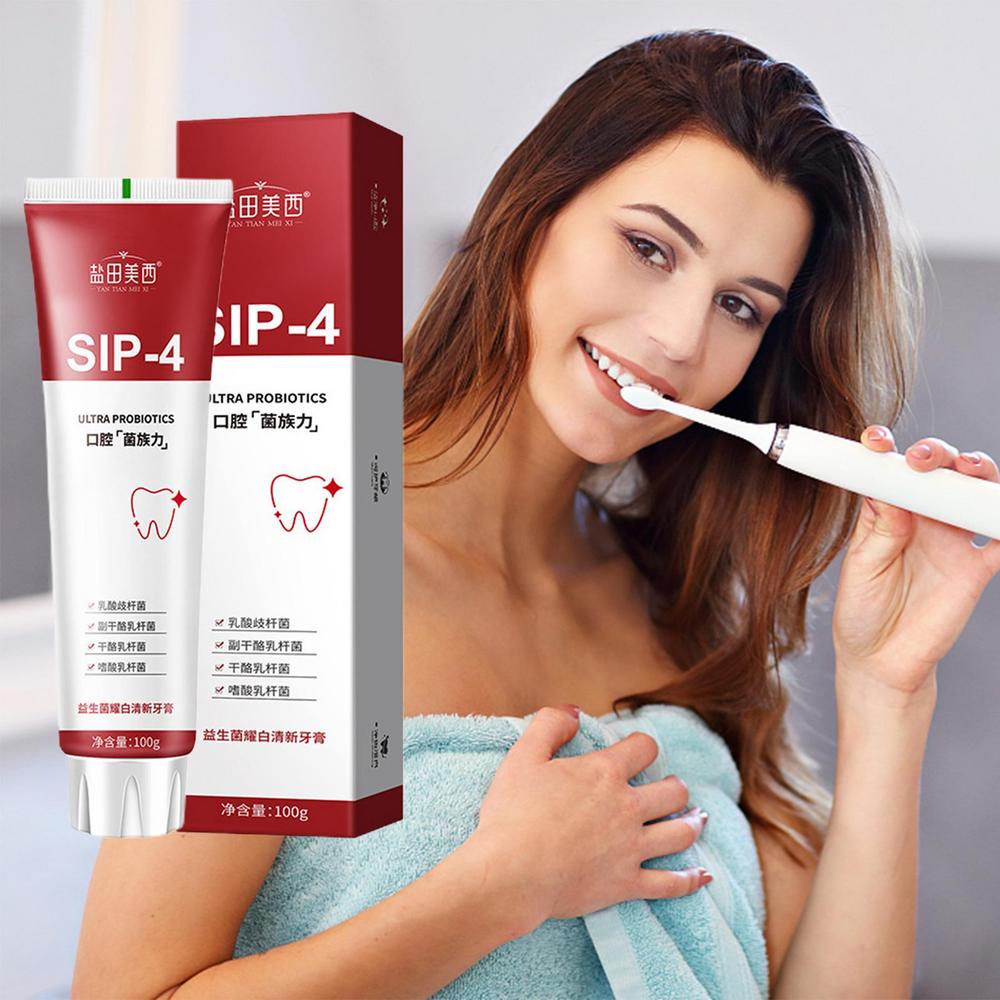 盐田美西®
YAN TIAN MEI XI
SIP-4
ULTRA PROBIOTICS
口腔「菌族力」
乳酸歧杆菌
副干酪乳杆菌
干酪乳杆菌
嗜酸乳杆菌
益生菌耀白清新牙膏
净含量:100g
盐田美西®
YAN TIAN MEI XI
SIP-4
ULTRA PROBIOTICS
口腔「菌族力」
乳酸歧杆菌
副干酪乳杆菌
干酪乳杆菌
嗜酸乳杆菌
益生菌耀白清新牙膏
净含量:100g